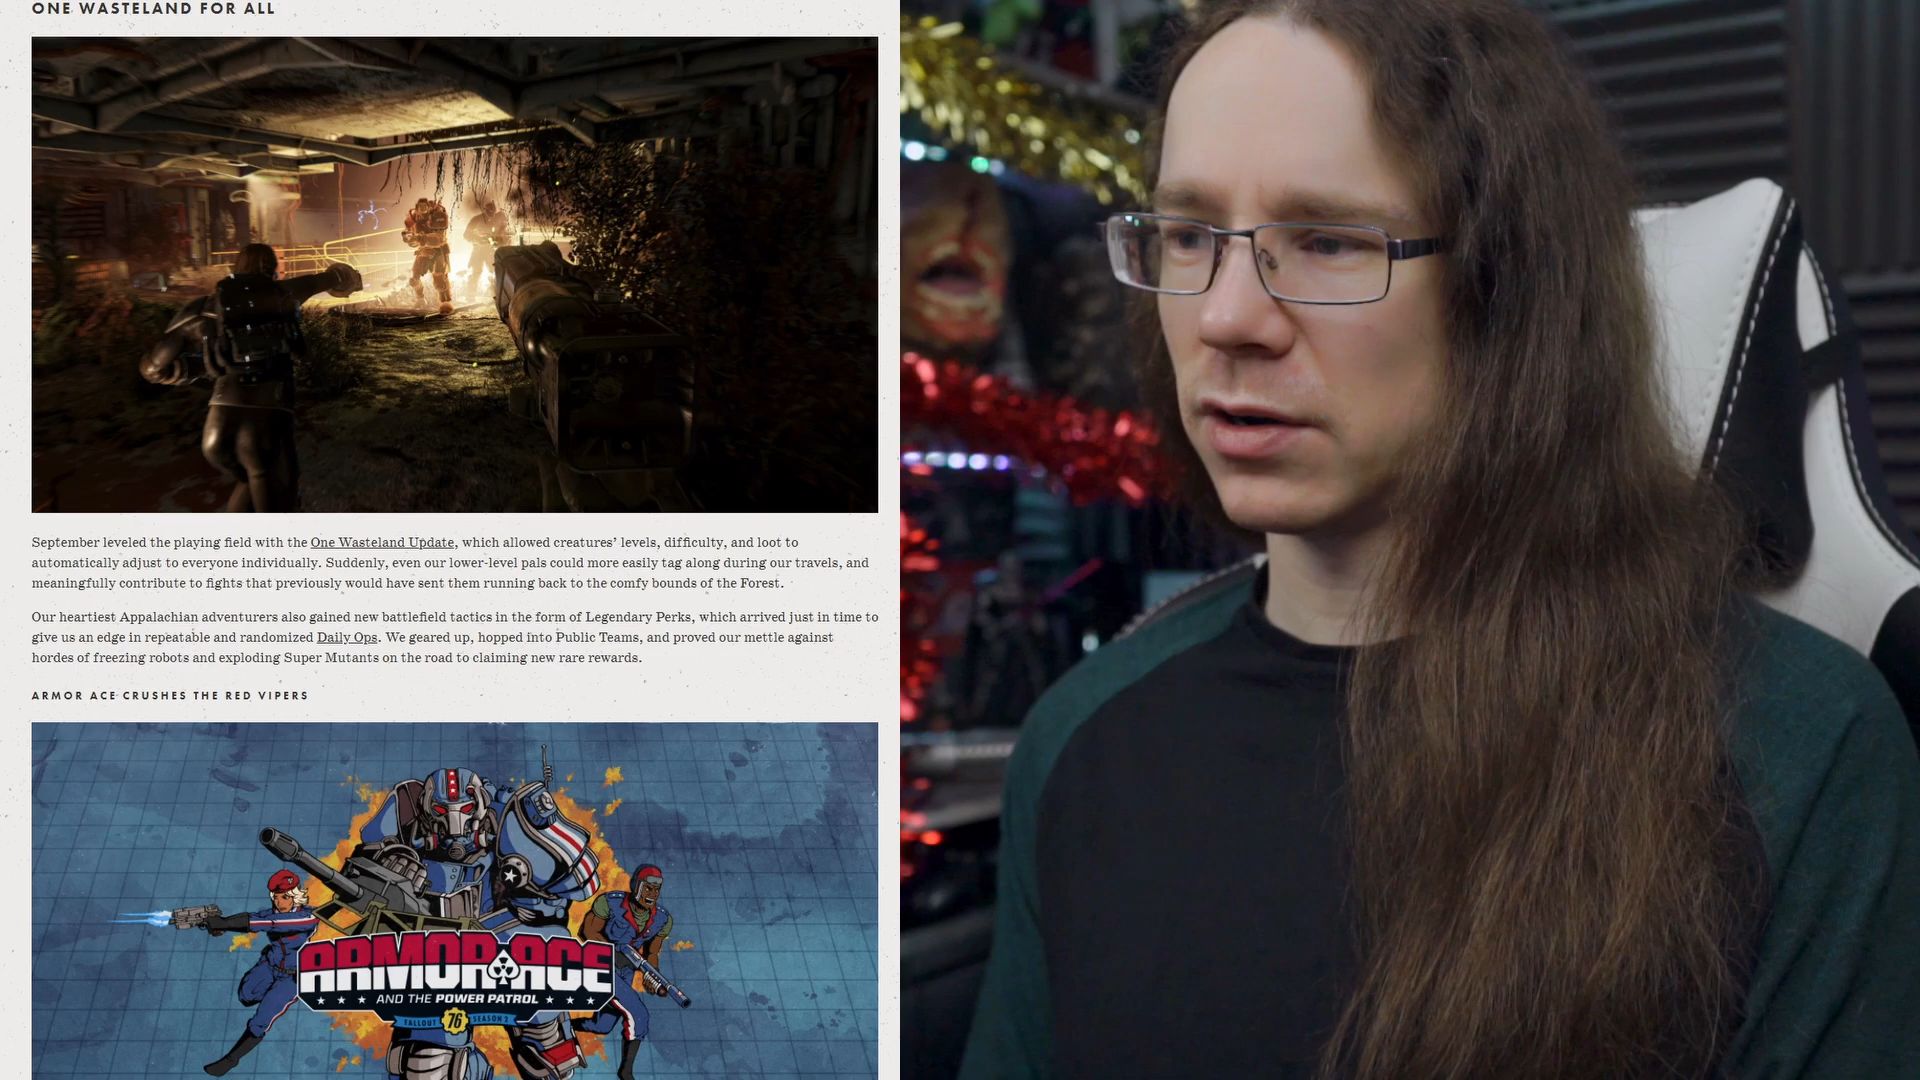 ONE WASTELAND FOR ALL
September leveled the playing field with the One Wasteland Update, which allowed creatures' levels, difficulty, and loot to
automatically adjust to everyone individually. Suddenly, even our lower-level pals could more easily tag along during our travels, and
meaningfully contribute to fights that previously would have sent them running back to the comfy bounds of the Forest.
Our heartiest Appalachian adventurers also gained new battlefield tactics in the form of Legendary Perks, which arrived just in time to
give us an edge in repeatable and randomized Daily Ops. We geared up, hopped into Public Teams, and proved our mettle against
hordes of freezing robots and exploding Super Mutants on the road to claiming new rare rewards.
ARMOR ACE CRUSHES THE RED VIPERS
ARMOR ACE
AND THE POWER PATROL
FALLOUT 76 SEASON 2